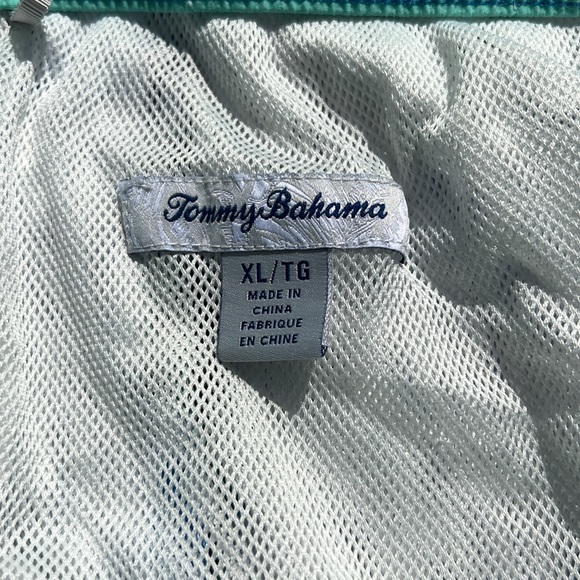 Tommy Bahama
XL/TG
MADE IN
CHINA
FABRIQUE
EN CHINE